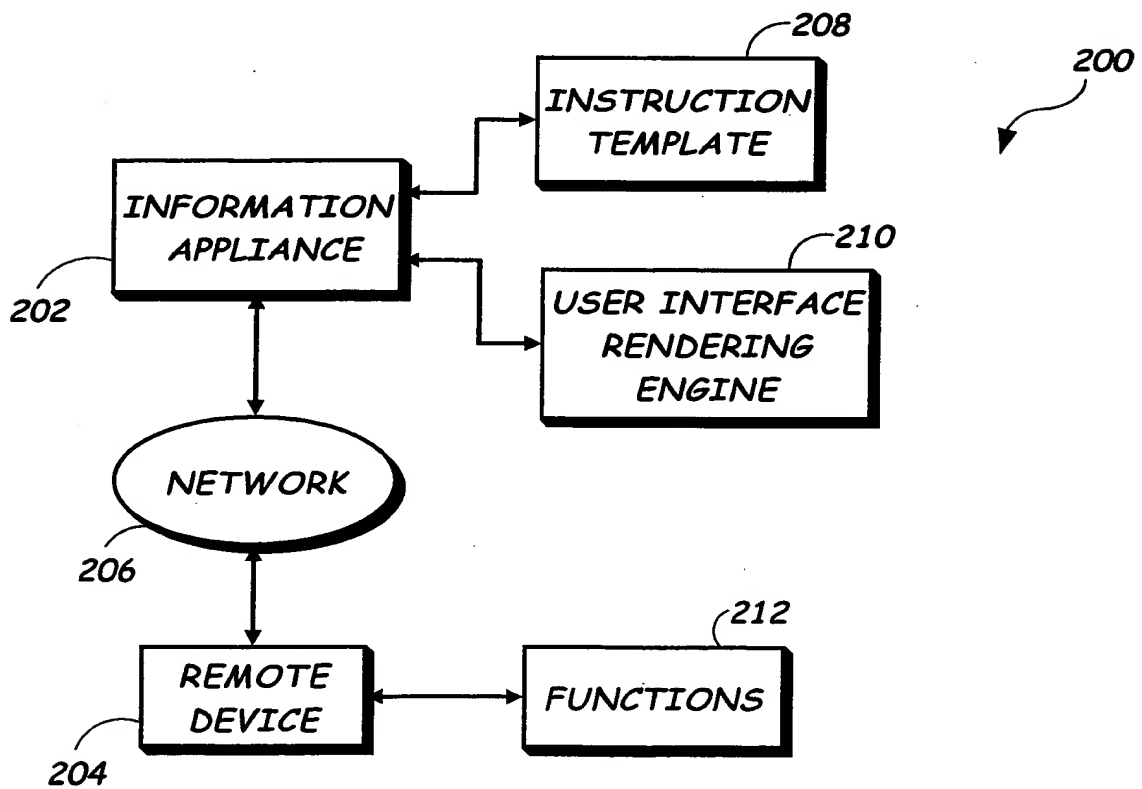 208
200
INSTRUCTION
TEMPLATE
INFORMATION
APPLIANCE
202
210
USER INTERFACE
RENDERING
ENGINE
NETWORK
206
212
REMOTE
DEVICE
204
FUNCTIONS